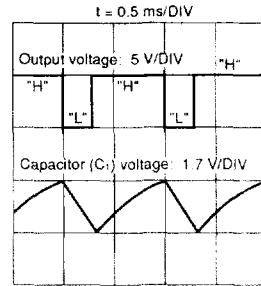 t = 0.5 ms/DIV
Output voltage: 5 V/DIV
"H"
"H" "H"
"L" "L"
Capacitor (C₁) voltage: 1.7 V/DIV